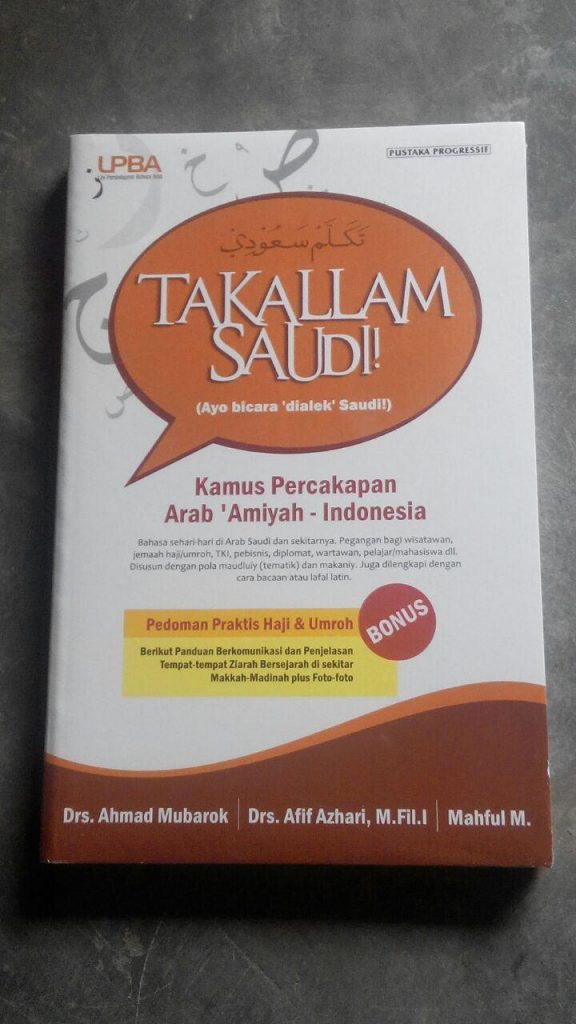 UPBA
PUSTAKA PROGRESSIF
تَكَلَّمْ سَعُوْدِيْ
TAKALLAM
SAUDI!
(Ayo bicara 'dialek' Saudi!)
Kamus Percakapan
Arab 'Amiyah - Indonesia
Bahasa sehari-hari di Arab Saudi dan sekitarnya. Pegangan bagi wisatawan,
jemaah haji/umroh, TKI, pebisnis, diplomat, wartawan, pelajar/mahasiswa dll.
Disusun dengan pola maudluiy (tematik) dan makaniy. Juga dilengkapi dengan
cara bacaan atau lafal latin.
Pedoman Praktis Haji & Umroh
BONUS
Berikut Panduan Berkomunikasi dan Penjelasan
Tempat-tempat Ziarah Bersejarah di sekitar
Makkah-Madinah plus Foto-foto
Drs. Ahmad Mubarok | Drs. Afif Azhari, M.Fil.I | Mahful M.